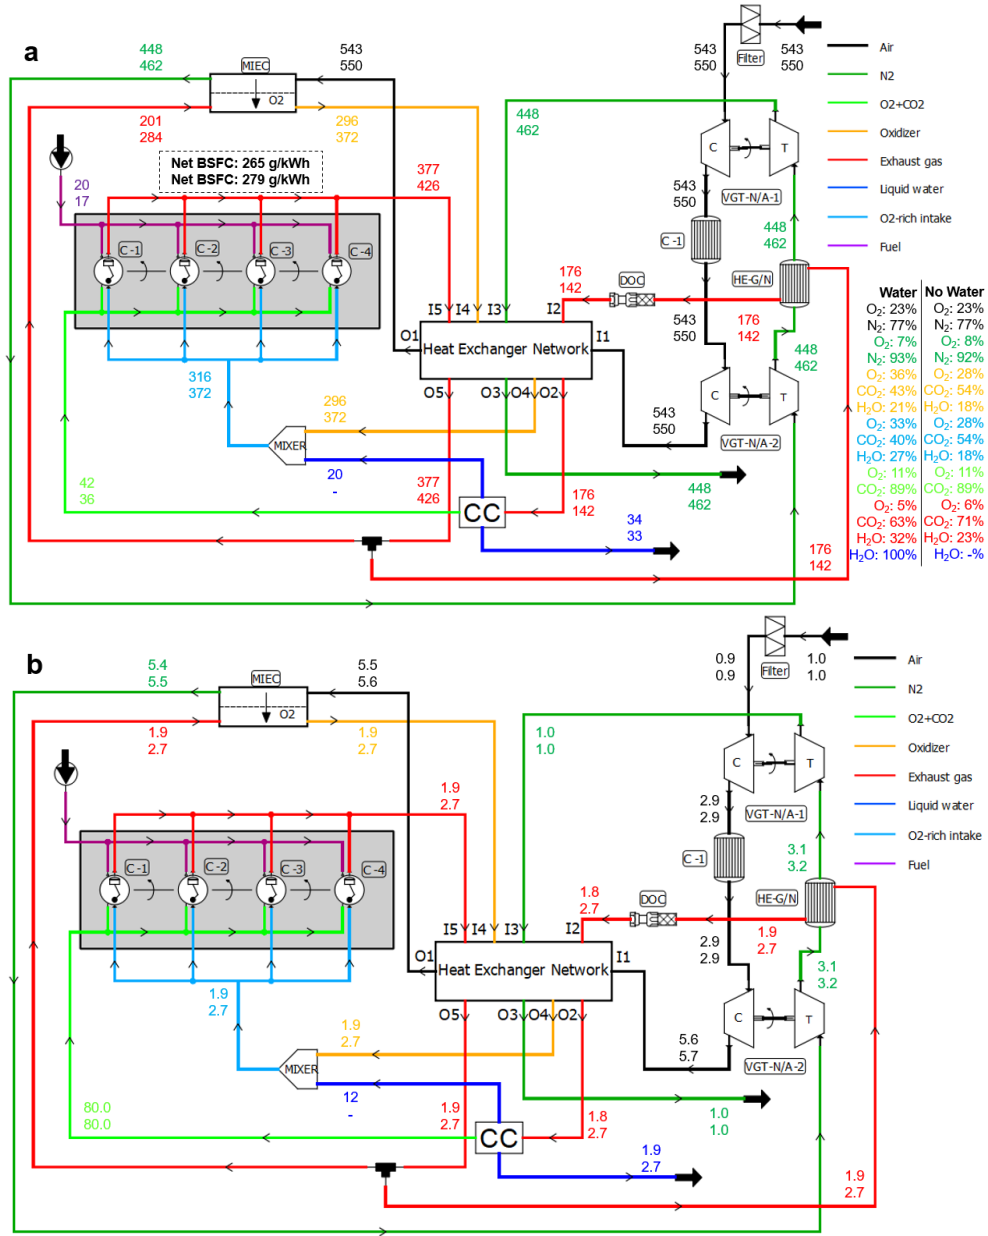 a
448
462
MIEC
O2
543
550
543
550
Filter
543
550
Air
N2
O2+CO2
Oxidizer
Exhaust gas
Liquid water
O2-rich intake
Fuel
201
284
296
372
448
462
C
T
VGT-N/A-1
Net BSFC: 265 g/kWh
Net BSFC: 279 g/kWh
377
426
20
17
543
550
C -1
448
462
C -1
C -2
C -3
C -4
176
142
DOC
HE-G/N
I5
I4
I3
I2
O1
Heat Exchanger Network
I1
543
550
176
142
448
462
O5
O3
O4
O2
C
T
VGT-N/A-2
316
372
296
372
543
550
MIXER
20
-
448
462
42
36
377
426
CC
176
142
34
33
176
142
Water
No Water
O2: 23%
O2: 23%
N2: 77%
N2: 77%
O2: 7%
O2: 8%
N2: 93%
N2: 92%
O2: 36%
O2: 28%
CO2: 43%
CO2: 54%
H2O: 21%
H2O: 18%
O2: 33%
O2: 28%
CO2: 40%
CO2: 54%
H2O: 27%
H2O: 18%
O2: 11%
O2: 11%
CO2: 89%
CO2: 89%
O2: 5%
O2: 6%
CO2: 63%
CO2: 71%
H2O: 32%
H2O: 23%
H2O: 100%
H2O: -%
b
5.4
5.5
MIEC
O2
5.5
5.6
0.9
0.9
Filter
1.0
1.0
Air
N2
O2+CO2
Oxidizer
Exhaust gas
Liquid water
O2-rich intake
Fuel
1.9
2.7
1.9
2.7
1.0
1.0
C
T
VGT-N/A-1
1.9
2.7
2.9
2.9
C -1
3.1
3.2
C -1
C -2
C -3
C -4
1.8
2.7
DOC
HE-G/N
I5
I4
I3
I2
O1
Heat Exchanger Network
I1
2.9
2.9
1.9
2.7
3.1
3.2
O5
O3
O4
O2
C
T
VGT-N/A-2
1.9
2.7
1.9
2.7
5.6
5.7
MIXER
12
-
1.0
1.0
80.0
80.0
1.9
2.7
CC
1.8
2.7
1.9
2.7
1.9
2.7